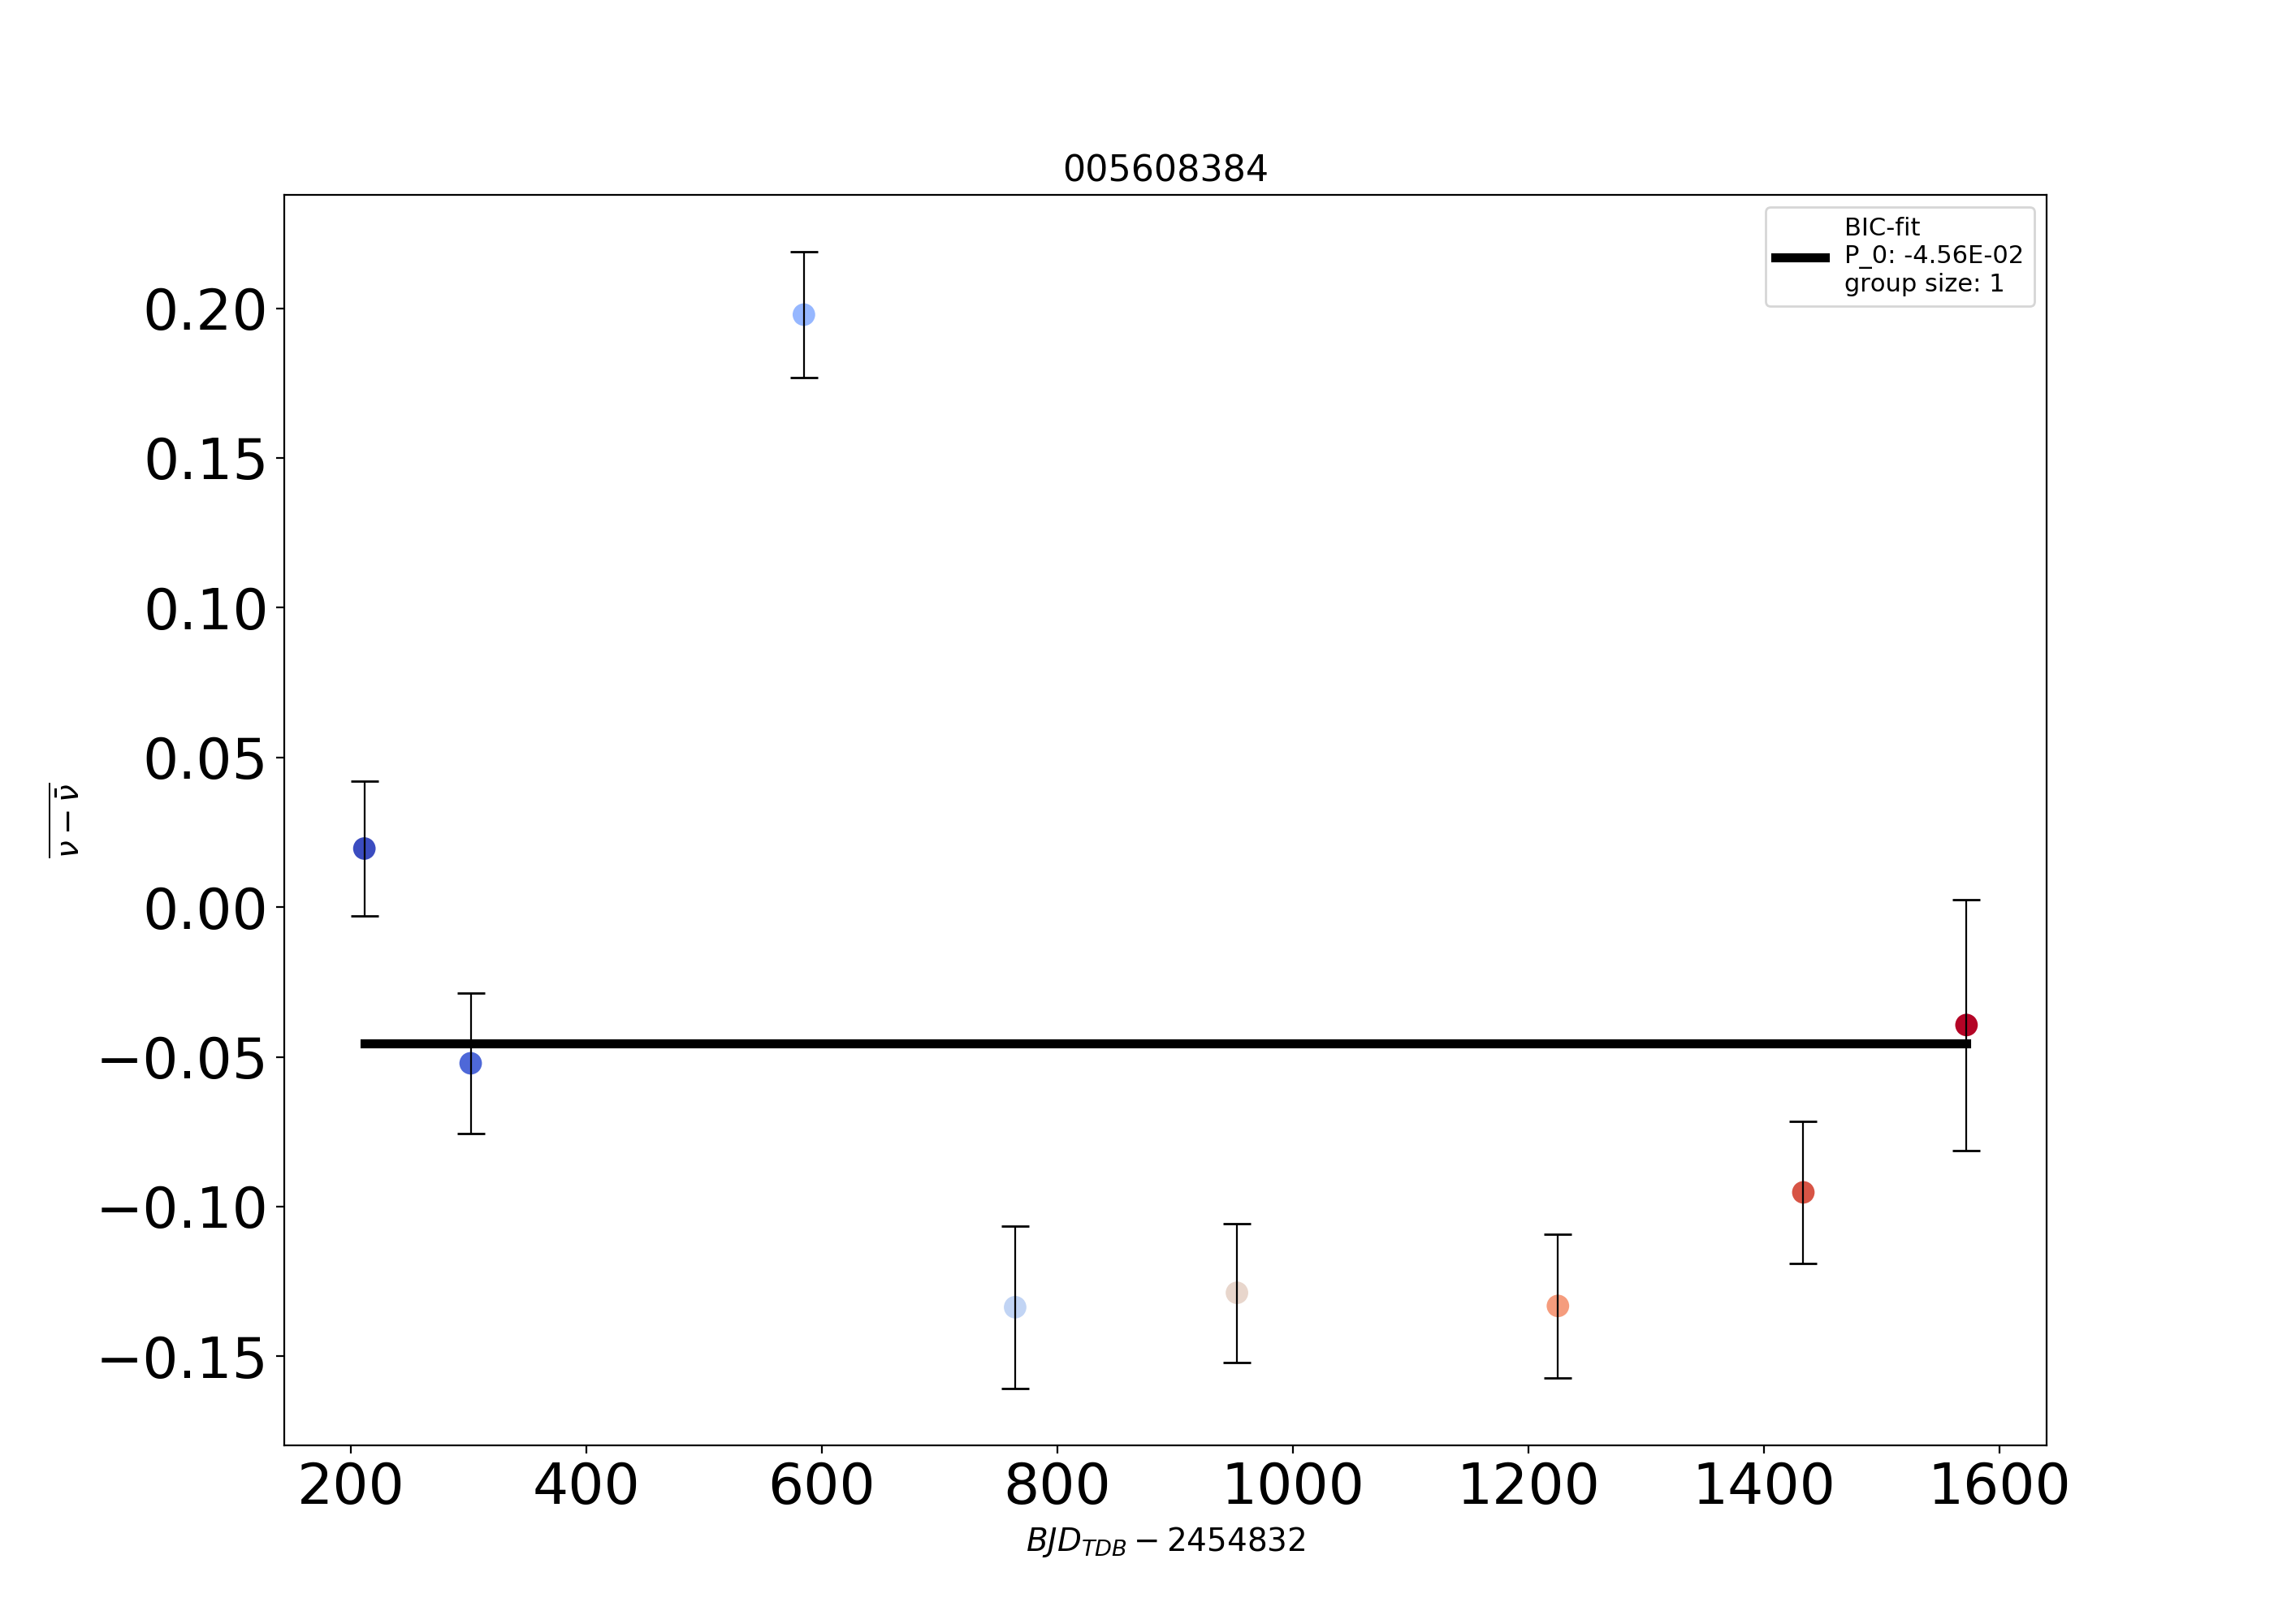 005608384
BIC-fit
P_0: -4.56E-02
group size: 1
0.20
0.15
0.10
0.05
0.00
−0.05
−0.10
−0.15
ν − ν̄
200 400 600 800 1000 1200 1400 1600
BJD_TDB − 2454832